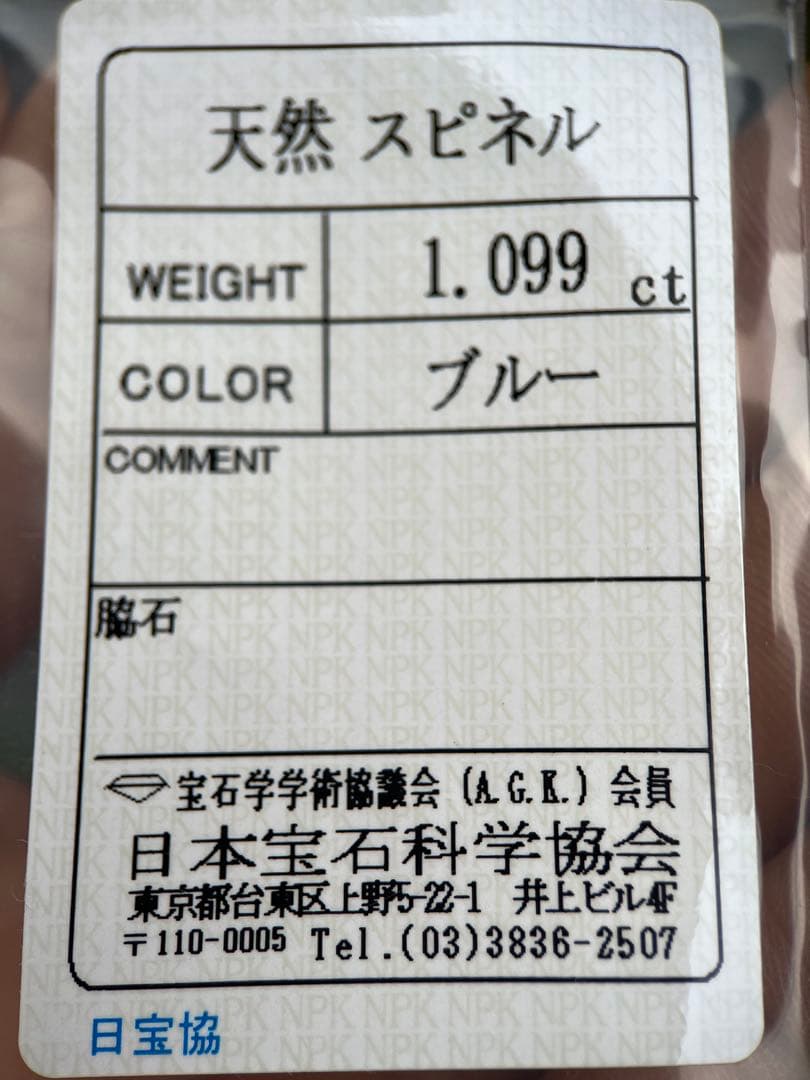 天然 スピネル
WEIGHT 1.099 ct
COLOR ブルー
COMMENT
脇石
宝石学学術協議会 (A.G.K.) 会員
日本宝石科学協会
東京都台東区上野5-22-1 井上ビル4F
〒110-0005 Tel.(03)3836-2507
日宝協